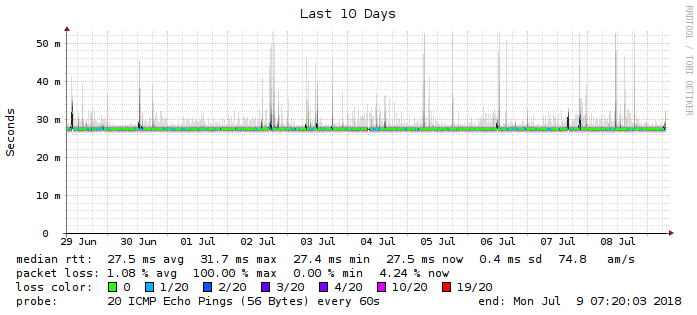 Last 10 Days
RRDTOOL / TOBI OETIKER
Seconds
50 m
40 m
30 m
20 m
10 m
0
29 Jun 30 Jun 01 Jul 02 Jul 03 Jul 04 Jul 05 Jul 06 Jul 07 Jul 08 Jul
median rtt: 27.5 ms avg 31.7 ms max 27.4 ms min 27.5 ms now 0.4 ms sd 74.8 am/s
packet loss: 1.08 % avg 100.00 % max 0.00 % min 4.24 % now
loss color: 0 1/20 2/20 3/20 4/20 10/20 19/20
probe: 20 ICMP Echo Pings (56 Bytes) every 60s end: Mon Jul 9 07:20:03 2018